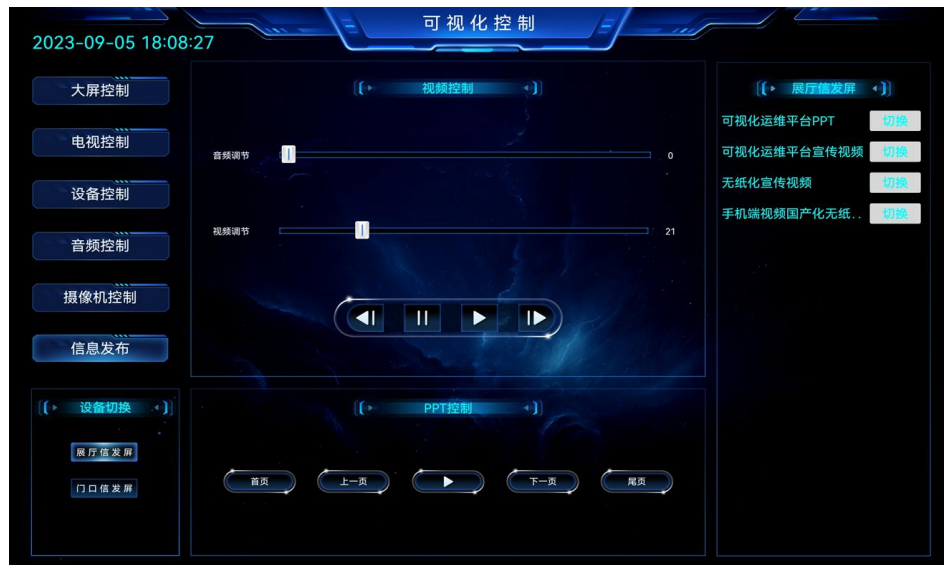 可视化控制
2023-09-05 18:08:27
大屏控制
电视控制
设备控制
音频控制
摄像机控制
信息发布
设备切换
展厅信发屏
门口信发屏
视频控制
音频调节
0
视频调节
21
PPT控制
首页
上一页
下一页
尾页
展厅信发屏
可视化运维平台PPT 切换
可视化运维平台宣传视频 切换
无纸化宣传视频 切换
手机端视频国产化无纸.. 切换